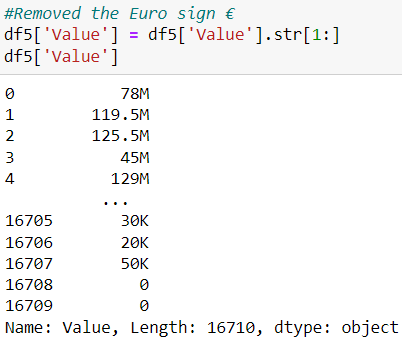 #Removed the Euro sign €
df5['Value'] = df5['Value'].str[1:]
df5['Value']
0 78M
1 119.5M
2 125.5M
3 45M
4 129M
...
16705 30K
16706 20K
16707 50K
16708 0
16709 0
Name: Value, Length: 16710, dtype: object